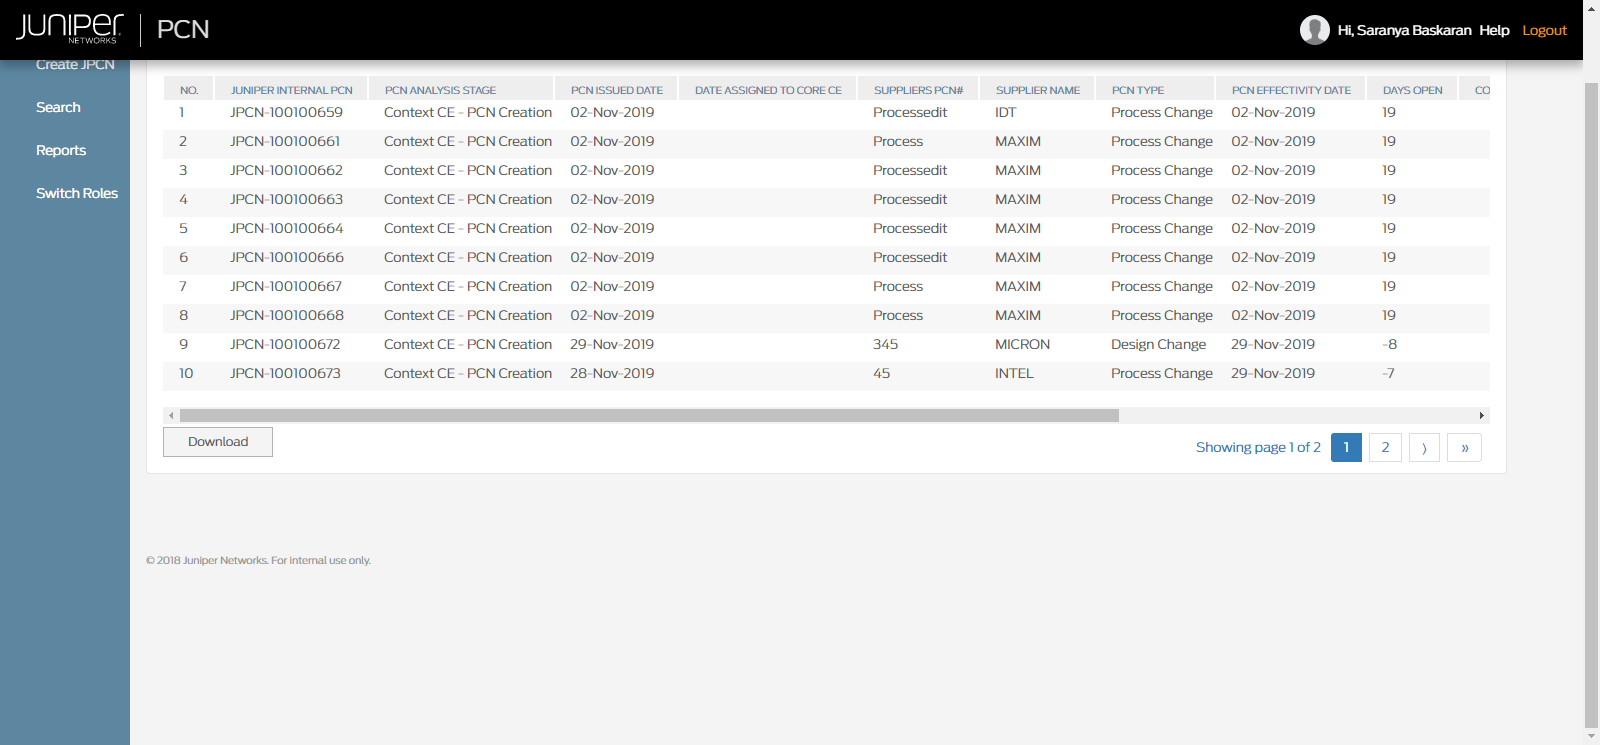 JUNIPER NETWORKS PCN Hi, Saranya Baskaran Help Logout
Create JPCN
Search
Reports
Switch Roles
NO. JUNIPER INTERNAL PCN PCN ANALYSIS STAGE PCN ISSUED DATE DATE ASSIGNED TO CORE CE SUPPLIERS PCN# SUPPLIER NAME PCN TYPE PCN EFFECTIVITY DATE DAYS OPEN CO
1 JPCN-100100659 Context CE - PCN Creation 02-Nov-2019 Processedit IDT Process Change 02-Nov-2019 19
2 JPCN-100100661 Context CE - PCN Creation 02-Nov-2019 Process MAXIM Process Change 02-Nov-2019 19
3 JPCN-100100662 Context CE - PCN Creation 02-Nov-2019 Processedit MAXIM Process Change 02-Nov-2019 19
4 JPCN-100100663 Context CE - PCN Creation 02-Nov-2019 Processedit MAXIM Process Change 02-Nov-2019 19
5 JPCN-100100664 Context CE - PCN Creation 02-Nov-2019 Processedit MAXIM Process Change 02-Nov-2019 19
6 JPCN-100100666 Context CE - PCN Creation 02-Nov-2019 Processedit MAXIM Process Change 02-Nov-2019 19
7 JPCN-100100667 Context CE - PCN Creation 02-Nov-2019 Process MAXIM Process Change 02-Nov-2019 19
8 JPCN-100100668 Context CE - PCN Creation 02-Nov-2019 Process MAXIM Process Change 02-Nov-2019 19
9 JPCN-100100672 Context CE - PCN Creation 29-Nov-2019 345 MICRON Design Change 29-Nov-2019 -8
10 JPCN-100100673 Context CE - PCN Creation 28-Nov-2019 45 INTEL Process Change 29-Nov-2019 -7
Download
Showing page 1 of 2 1 2 〉 »
© 2018 Juniper Networks. For internal use only.